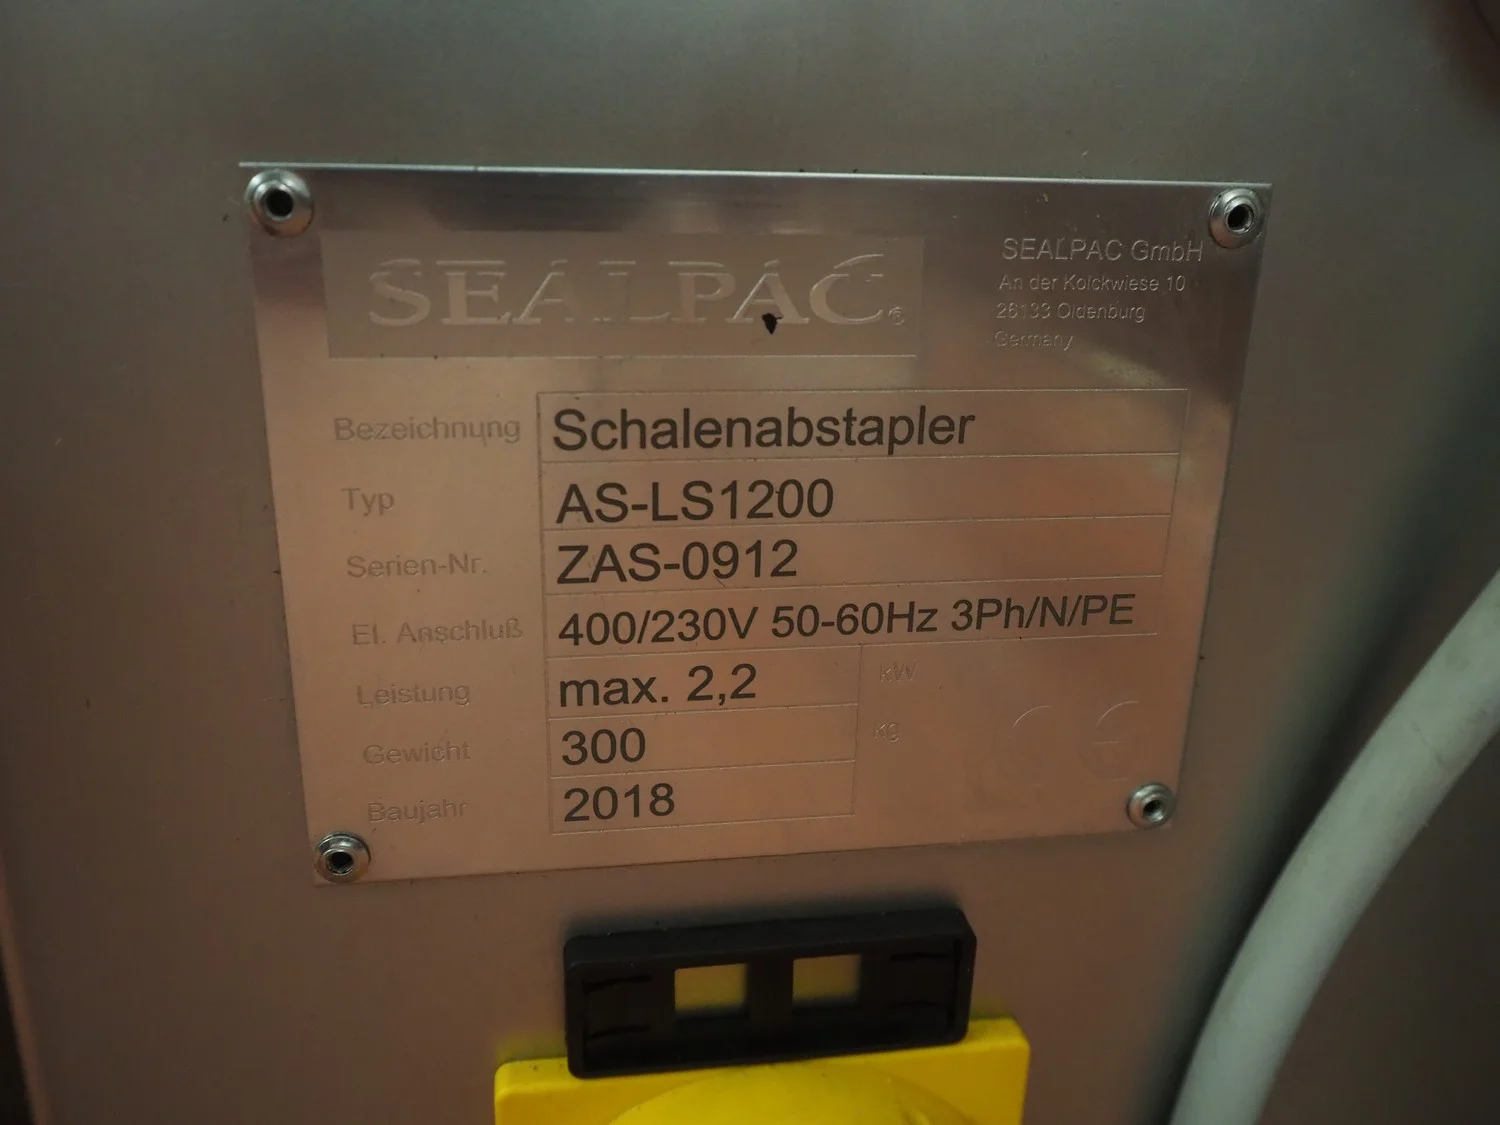 SEALPAC®
SEALPAC GmbH
An der Kolckwiese 10
26133 Oldenburg
Germany
Bezeichnung Schalenabstapler
Typ AS-LS1200
Serien-Nr. ZAS-0912
El. Anschluß 400/230V 50-60Hz 3Ph/N/PE
Leistung max. 2,2 kW
Gewicht 300 kg
Baujahr 2018
CE